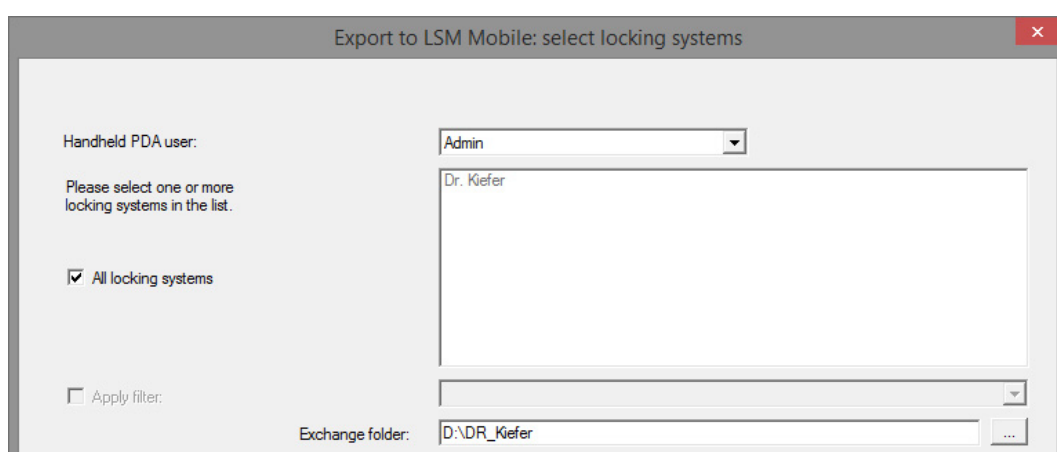 Export to LSM Mobile: select locking systems
Handheld PDA user:
Admin
Please select one or more
locking systems in the list.
Dr. Kiefer
All locking systems
Apply filter:
Exchange folder:
D:\DR_Kiefer
...